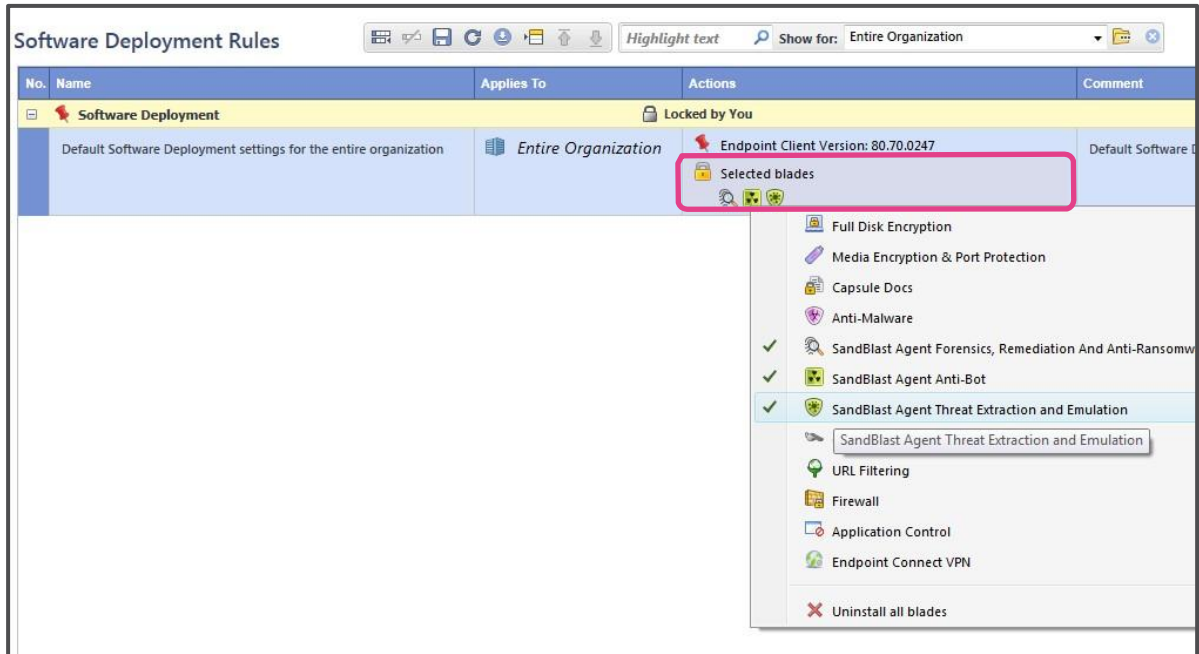 Software Deployment Rules
Highlight text
Show for: Entire Organization
No. Name Applies To Actions Comment
Software Deployment Locked by You
Default Software Deployment settings for the entire organization Entire Organization Endpoint Client Version: 80.70.0247 Default Software
Selected blades
Full Disk Encryption
Media Encryption & Port Protection
Capsule Docs
Anti-Malware
SandBlast Agent Forensics, Remediation And Anti-Ransomw
SandBlast Agent Anti-Bot
SandBlast Agent Threat Extraction and Emulation
SandBlast Agent Threat Extraction and Emulation
URL Filtering
Firewall
Application Control
Endpoint Connect VPN
Uninstall all blades